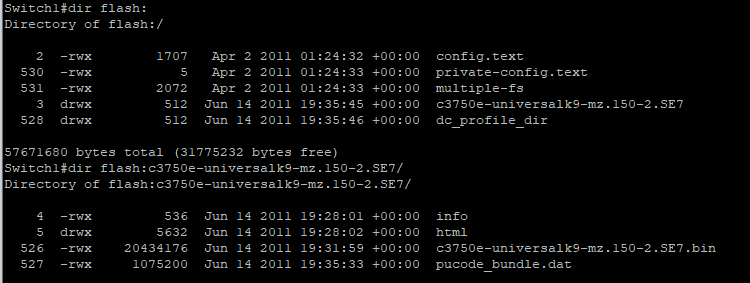 Switch1#dir flash:
Directory of flash:/
2 -rwx 1707 Apr 2 2011 01:24:32 +00:00 config.text
530 -rwx 5 Apr 2 2011 01:24:33 +00:00 private-config.text
531 -rwx 2072 Apr 2 2011 01:24:33 +00:00 multiple-fs
3 drwx 512 Jun 14 2011 19:35:45 +00:00 c3750e-universalk9-mz.150-2.SE7
528 drwx 512 Jun 14 2011 19:35:46 +00:00 dc_profile_dir
57671680 bytes total (31775232 bytes free)
Switch1#dir flash:c3750e-universalk9-mz.150-2.SE7/
Directory of flash:c3750e-universalk9-mz.150-2.SE7/
4 -rwx 536 Jun 14 2011 19:28:01 +00:00 info
5 drwx 5632 Jun 14 2011 19:28:02 +00:00 html
526 -rwx 20434176 Jun 14 2011 19:31:59 +00:00 c3750e-universalk9-mz.150-2.SE7.bin
527 -rwx 1075200 Jun 14 2011 19:35:33 +00:00 pucode_bundle.dat